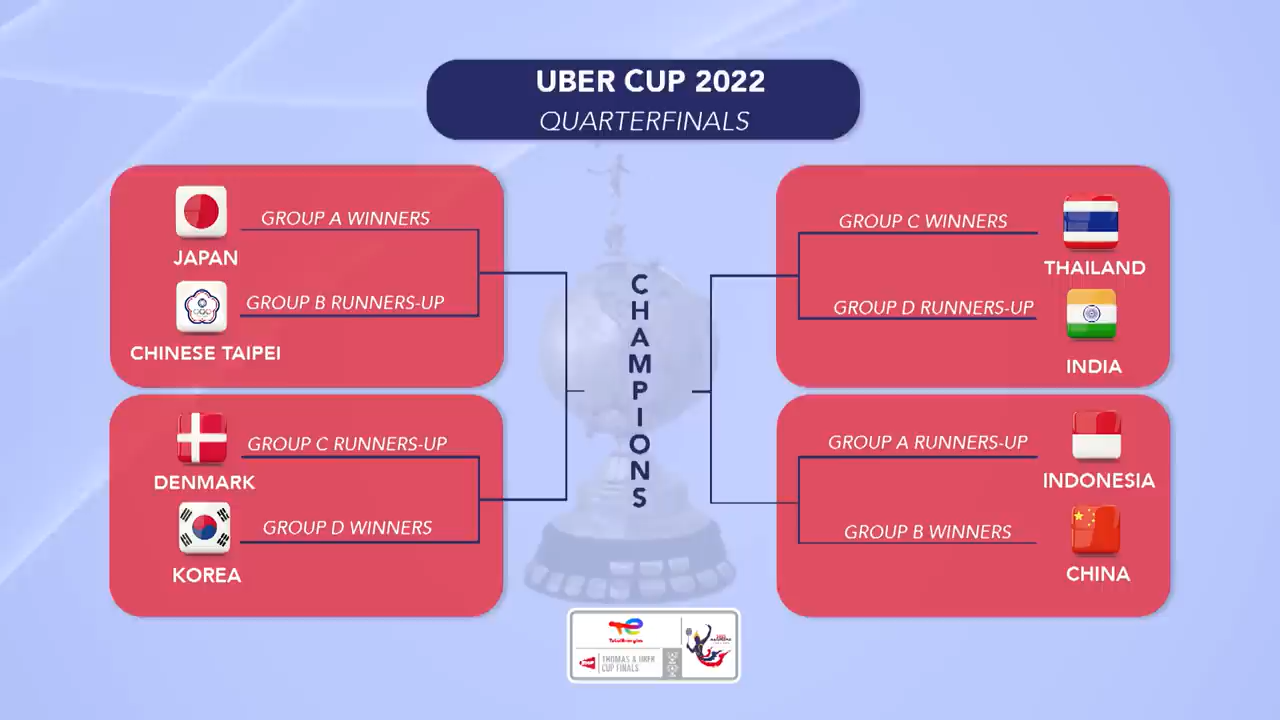 UBER CUP 2022
QUARTERFINALS
GROUP A WINNERS
JAPAN
GROUP B RUNNERS-UP
CHINESE TAIPEI
GROUP C RUNNERS-UP
DENMARK
GROUP D WINNERS
KOREA
CHAMPIONS
GROUP C WINNERS
THAILAND
GROUP D RUNNERS-UP
INDIA
GROUP A RUNNERS-UP
INDONESIA
GROUP B WINNERS
CHINA
TotalEnergies
THOMAS & UBER
CUP FINALS